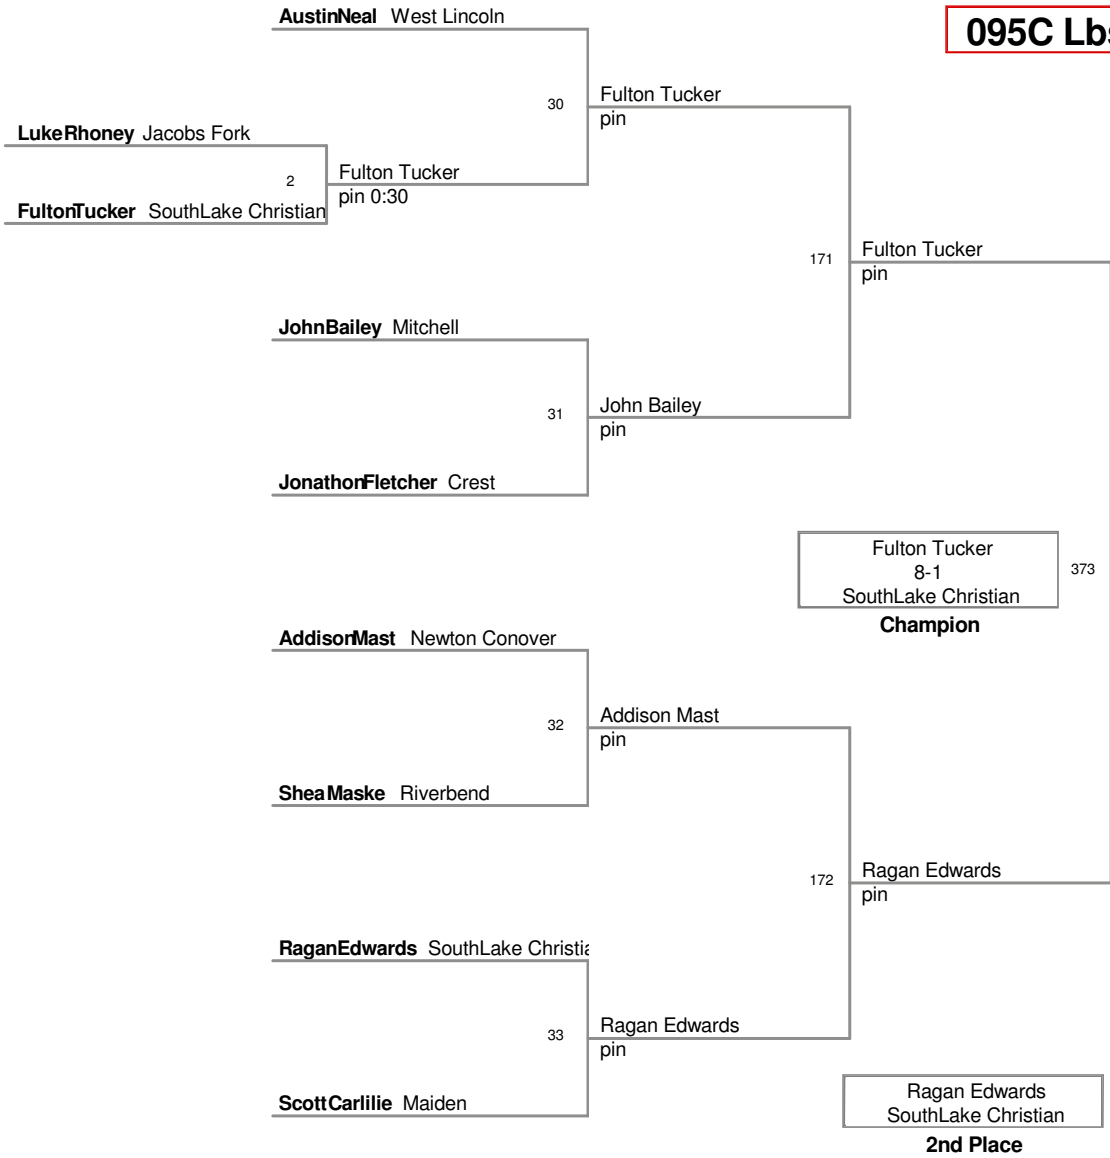 AustinNeal West Lincoln
095C Lbs
30
Fulton Tucker
pin
LukeRhoney Jacobs Fork
2
Fulton Tucker
pin 0:30
FultonTucker SouthLake Christian
171
Fulton Tucker
pin
JohnBailey Mitchell
31
John Bailey
pin
JonathonFletcher Crest
Fulton Tucker
8-1
SouthLake Christian
373
Champion
AddisonMast Newton Conover
32
Addison Mast
pin
SheaMaske Riverbend
172
Ragan Edwards
pin
RaganEdwards SouthLake Christia
33
Ragan Edwards
pin
ScottCarlilie Maiden
Ragan Edwards
SouthLake Christian
2nd Place